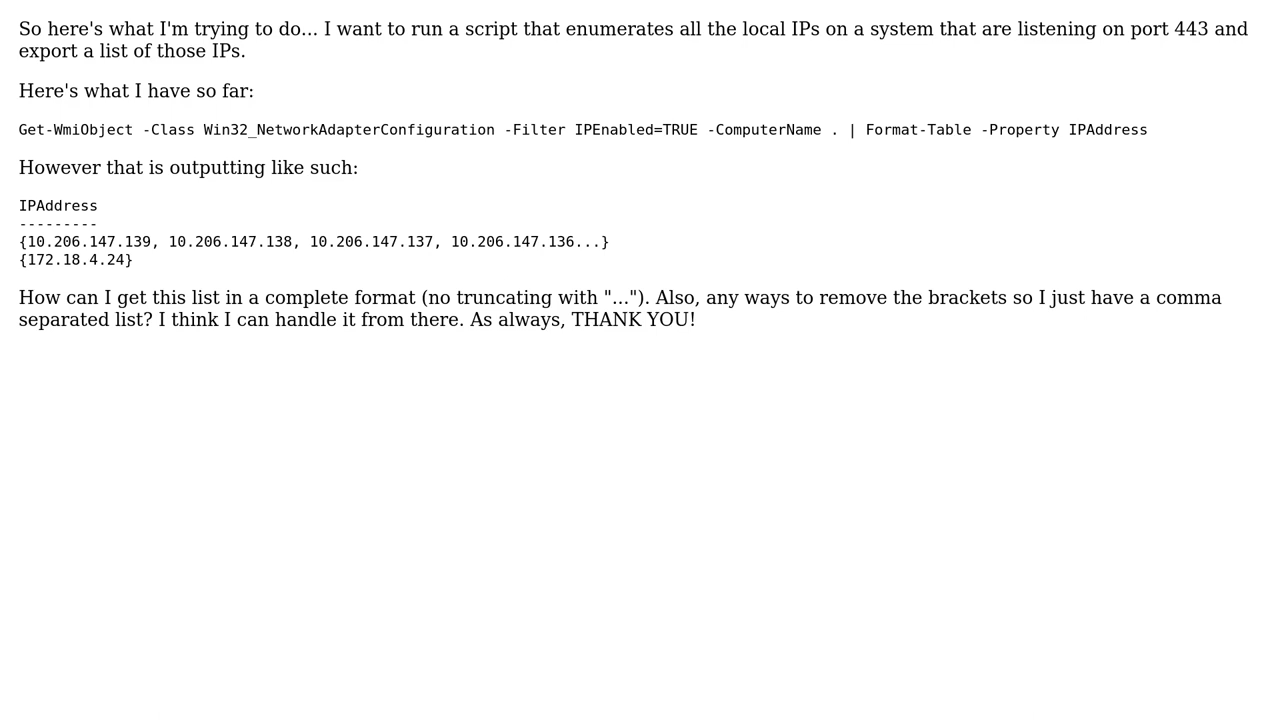 So here's what I'm trying to do... I want to run a script that enumerates all the local IPs on a system that are listening on port 443 and
export a list of those IPs.
Here's what I have so far:
Get-WmiObject -Class Win32_NetworkAdapterConfiguration -Filter IPEnabled=TRUE -ComputerName . | Format-Table -Property IPAddress
However that is outputting like such:
IPAddress
---------
{10.206.147.139, 10.206.147.138, 10.206.147.137, 10.206.147.136...}
{172.18.4.24}
How can I get this list in a complete format (no truncating with "..."). Also, any ways to remove the brackets so I just have a comma
separated list? I think I can handle it from there. As always, THANK YOU!